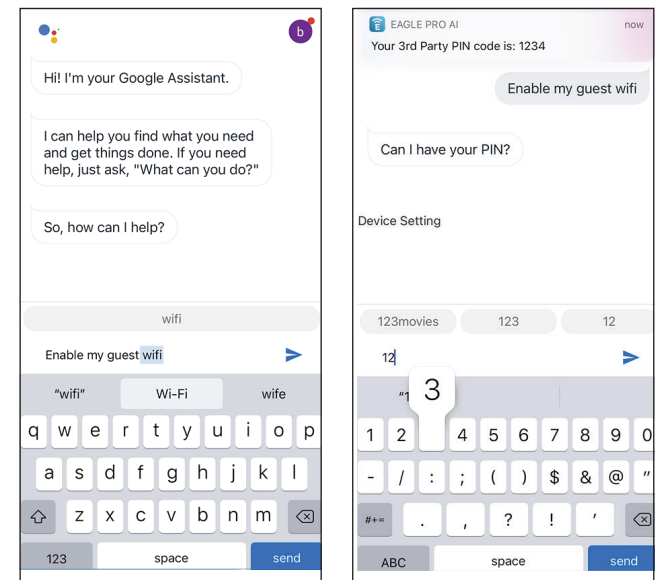 b
Hi! I'm your Google Assistant.
I can help you find what you need
and get things done. If you need
help, just ask, "What can you do?"
So, how can I help?
wifi
Enable my guest wifi
“wifi” Wi-Fi wife
q w e r t y u i o p
a s d f g h j k l
z x c v b n m
123 space send
EAGLE PRO AI now
Your 3rd Party PIN code is: 1234
Enable my guest wifi
Can I have your PIN?
Device Setting
123movies 123 12
12
3
1 2 4 5 6 7 8 9 0
- / : ; ( ) $ & @ "
#+= . , ? ! '
ABC space send